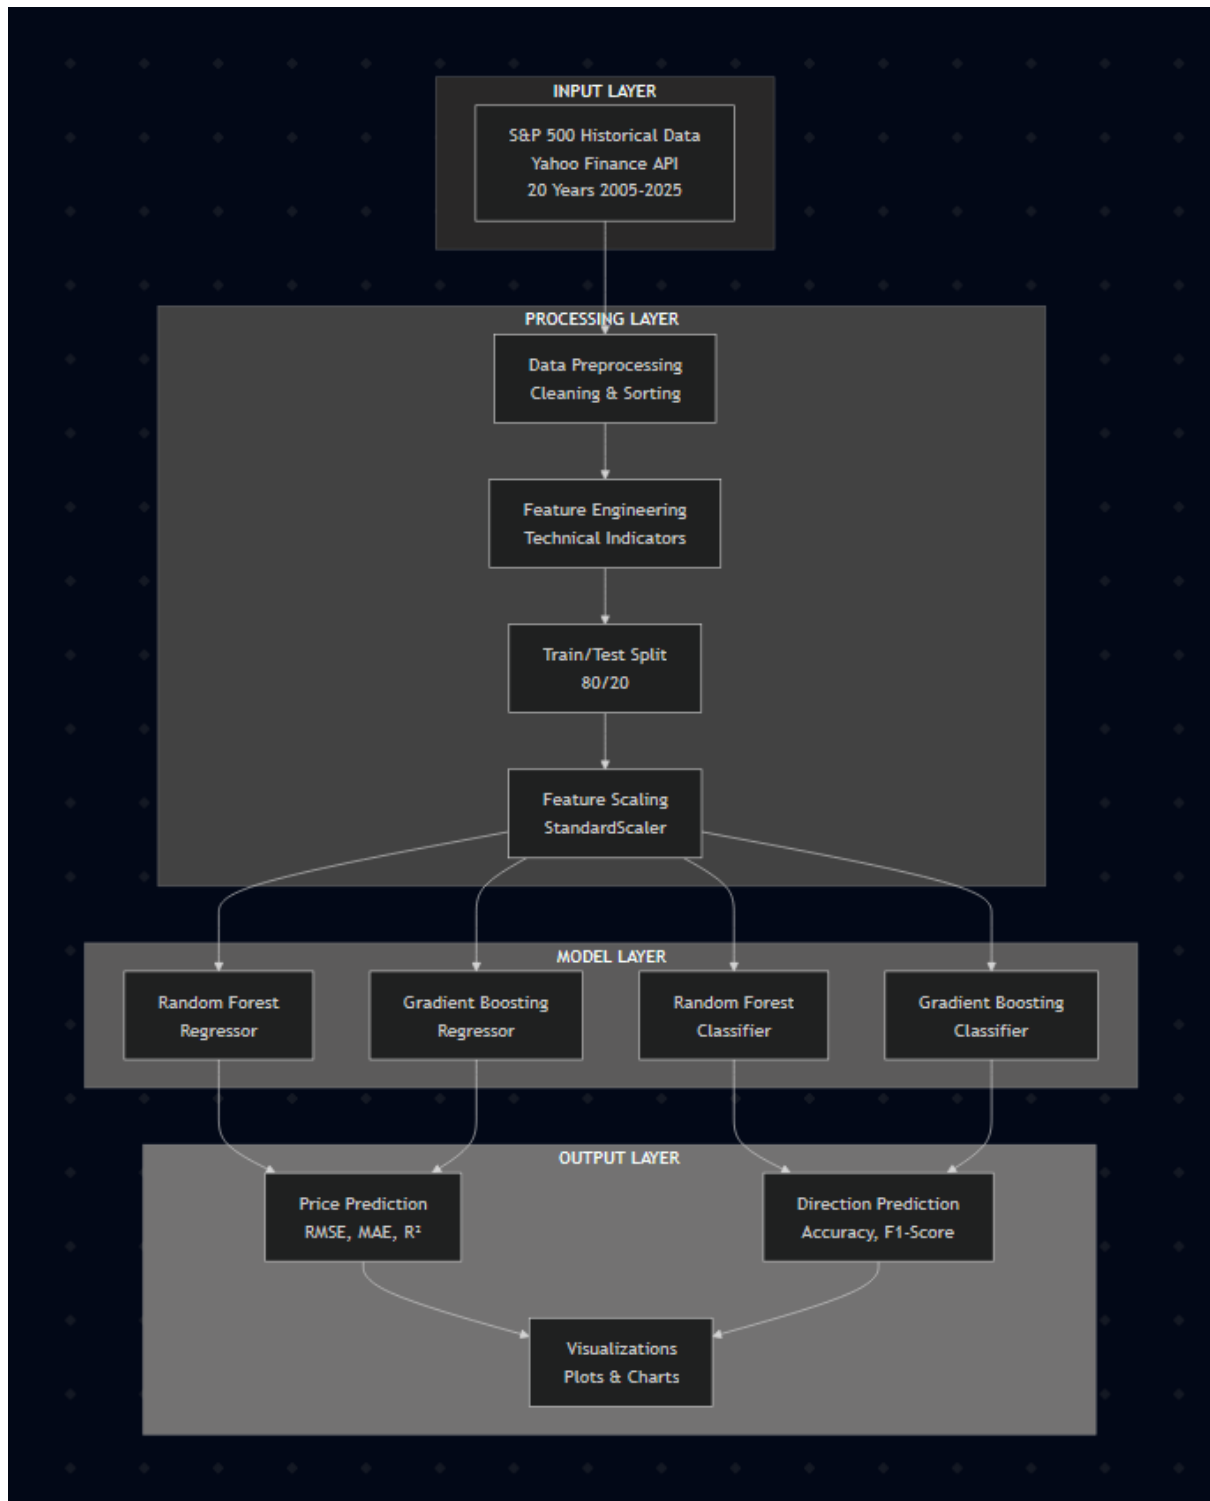 INPUT LAYER
S&P 500 Historical Data
Yahoo Finance API
20 Years 2005-2025
PROCESSING LAYER
Data Preprocessing
Cleaning & Sorting
Feature Engineering
Technical Indicators
Train/Test Split
80/20
Feature Scaling
StandardScaler
MODEL LAYER
Random Forest
Regressor
Gradient Boosting
Regressor
Random Forest
Classifier
Gradient Boosting
Classifier
OUTPUT LAYER
Price Prediction
RMSE, MAE, R²
Direction Prediction
Accuracy, F1-Score
Visualizations
Plots & Charts